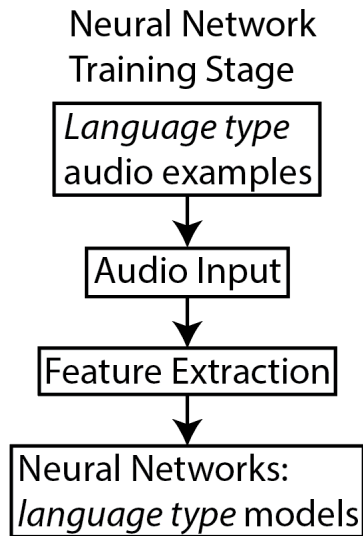 Neural Network
Training Stage
Language type
audio examples
Audio Input
Feature Extraction
Neural Networks:
language type models